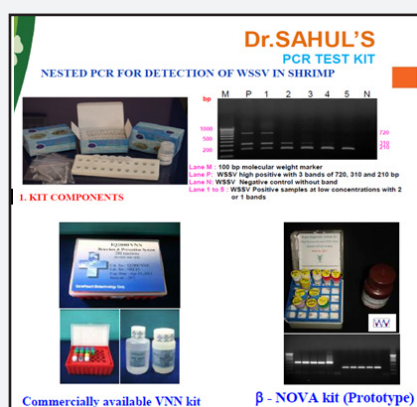 Dr.SAHUL'S
PCR TEST KIT
NESTED PCR FOR DETECTION OF WSSV IN SHRIMP
bp M P 1 2 3 4 5 N
1000
500
200
720
310
210
Lane M : 100 bp molecular weight marker
Lane P: WSSV high positive with 3 bands of 720, 310 and 210 bp
Lane N: WSSV Negative control without band
Lane 1 to 5 : WSSV Positive samples at low concentrations with 2
or 1 bands
1. KIT COMPONENTS
Commercially available VNN kit
β - NOVA kit (Prototype)